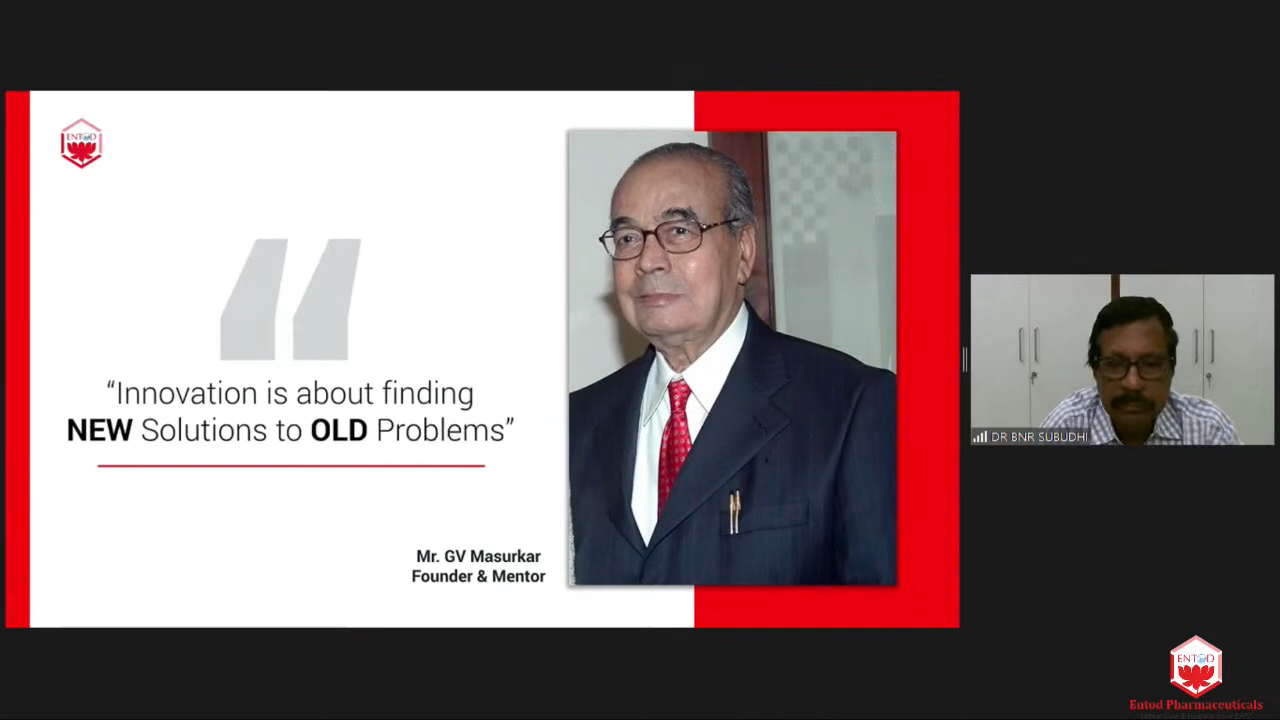 ENTOD
“Innovation is about finding
NEW Solutions to OLD Problems”
Mr. GV Masurkar
Founder & Mentor
DR BNR SUBUDHI
ENTOD
Entod Pharmaceuticals